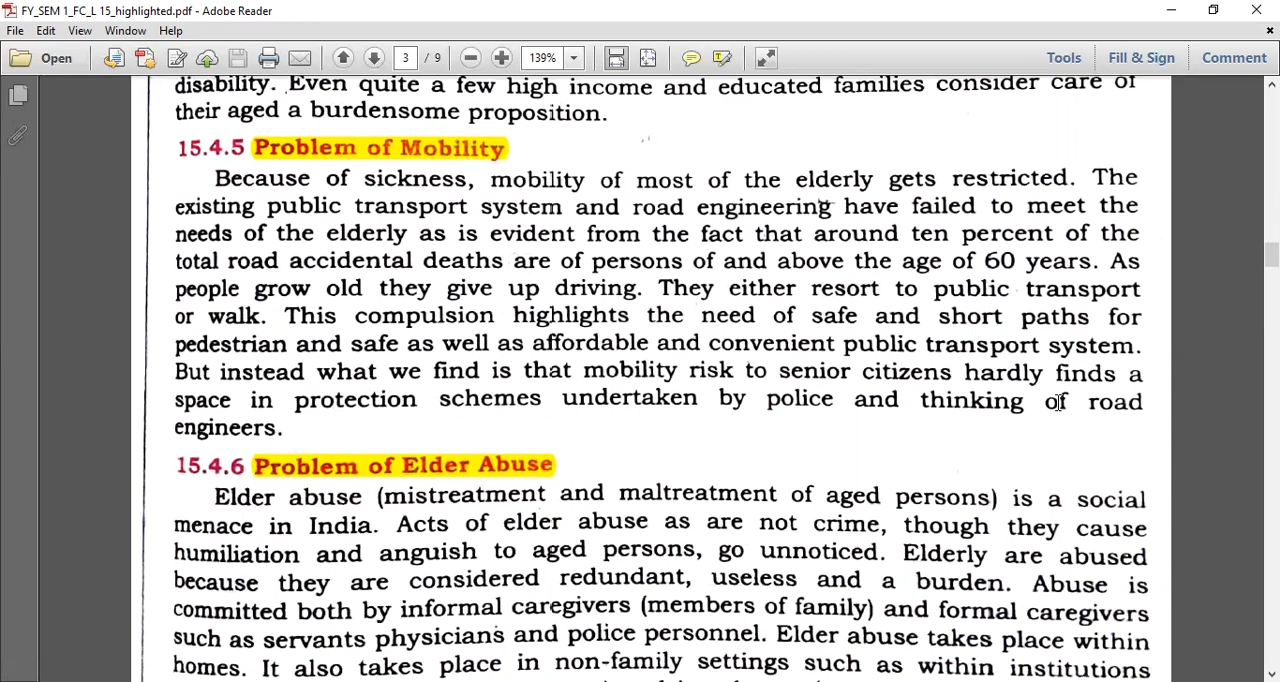 FY_SEM 1_FC_L 15_highlighted.pdf - Adobe Reader
File Edit View Window Help
Open 3 / 9 139% Tools Fill & Sign Comment
disability. Even quite a few high income and educated families consider care of
their aged a burdensome proposition.
15.4.5 Problem of Mobility
Because of sickness, mobility of most of the elderly gets restricted. The
existing public transport system and road engineering have failed to meet the
needs of the elderly as is evident from the fact that around ten percent of the
total road accidental deaths are of persons of and above the age of 60 years. As
people grow old they give up driving. They either resort to public transport
or walk. This compulsion highlights the need of safe and short paths for
pedestrian and safe as well as affordable and convenient public transport system.
But instead what we find is that mobility risk to senior citizens hardly finds a
space in protection schemes undertaken by police and thinking of road
engineers.
15.4.6 Problem of Elder Abuse
Elder abuse (mistreatment and maltreatment of aged persons) is a social
menace in India. Acts of elder abuse as are not crime, though they cause
humiliation and anguish to aged persons, go unnoticed. Elderly are abused
because they are considered redundant, useless and a burden. Abuse is
committed both by informal caregivers (members of family) and formal caregivers
such as servants physicians and police personnel. Elder abuse takes place within
homes. It also takes place in non-family settings such as within institutions